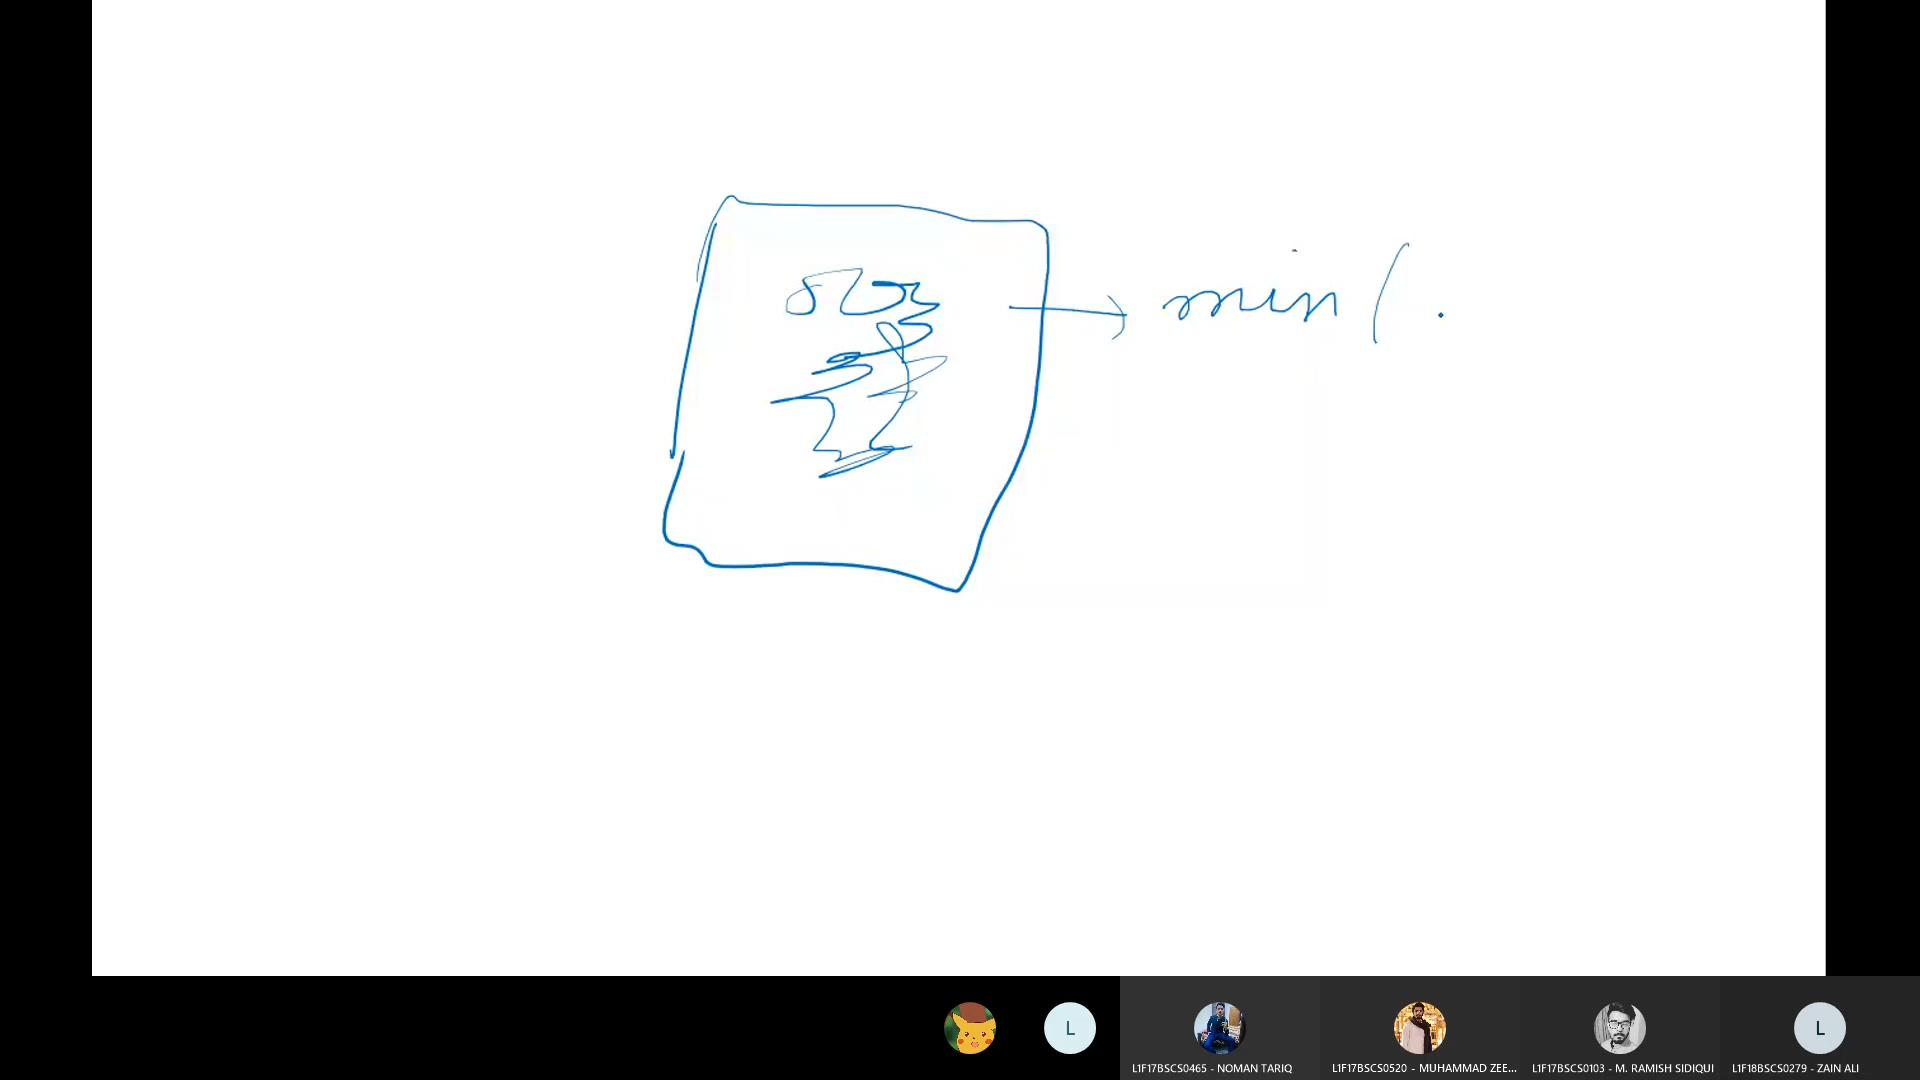 min ( .
L
L
L1F17BSCS0465 - NOMAN TARIQ
L1F17BSCS0520 - MUHAMMAD ZEE...
L1F17BSCS0103 - M. RAMISH SIDIQUI
L1F18BSCS0279 - ZAIN ALI